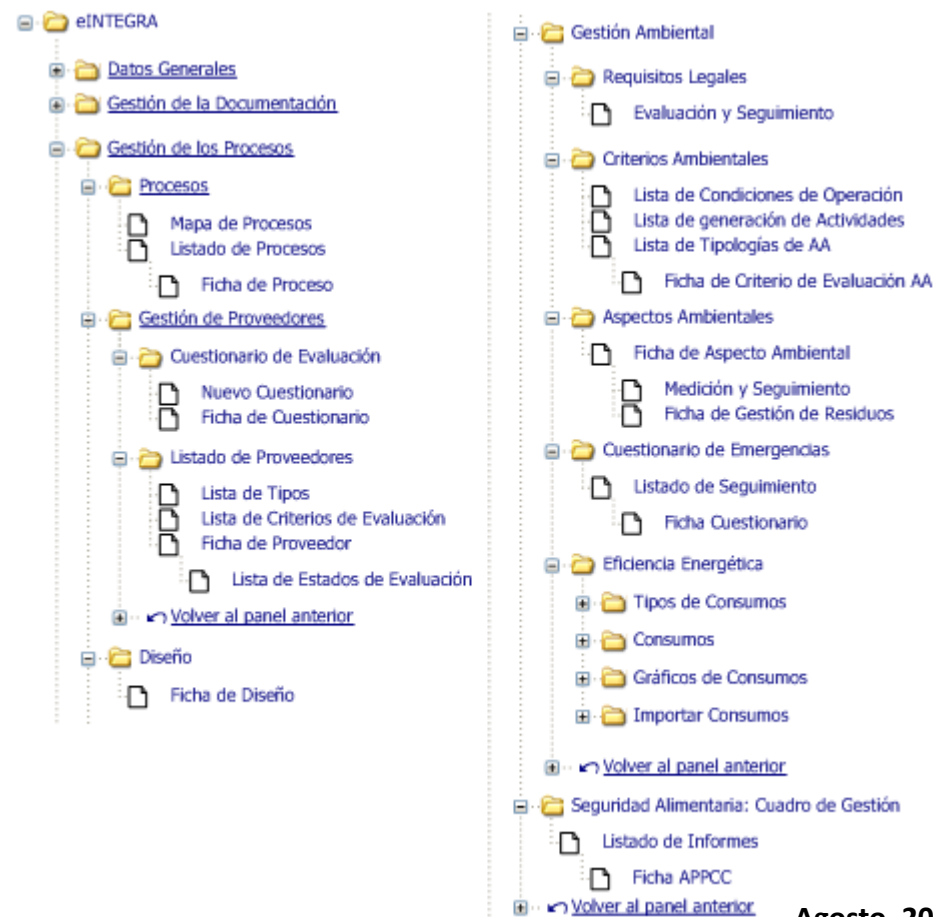 eINTEGRA
Datos Generales
Gestión de la Documentación
Gestión de los Procesos
Procesos
Mapa de Procesos
Listado de Procesos
Ficha de Proceso
Gestión de Proveedores
Cuestionario de Evaluación
Nuevo Cuestionario
Ficha de Cuestionario
Listado de Proveedores
Lista de Tipos
Lista de Criterios de Evaluación
Ficha de Proveedor
Lista de Estados de Evaluación
Volver al panel anterior
Diseño
Ficha de Diseño
Gestión Ambiental
Requisitos Legales
Evaluación y Seguimiento
Criterios Ambientales
Lista de Condiciones de Operación
Lista de generación de Actividades
Lista de Tipologías de AA
Ficha de Criterio de Evaluación AA
Aspectos Ambientales
Ficha de Aspecto Ambiental
Medición y Seguimiento
Ficha de Gestión de Residuos
Cuestionario de Emergencias
Listado de Seguimiento
Ficha Cuestionario
Eficiencia Energética
Tipos de Consumos
Consumos
Gráficos de Consumos
Importar Consumos
Volver al panel anterior
Seguridad Alimentaria: Cuadro de Gestión
Listado de Informes
Ficha APPCC
Volver al panel anterior